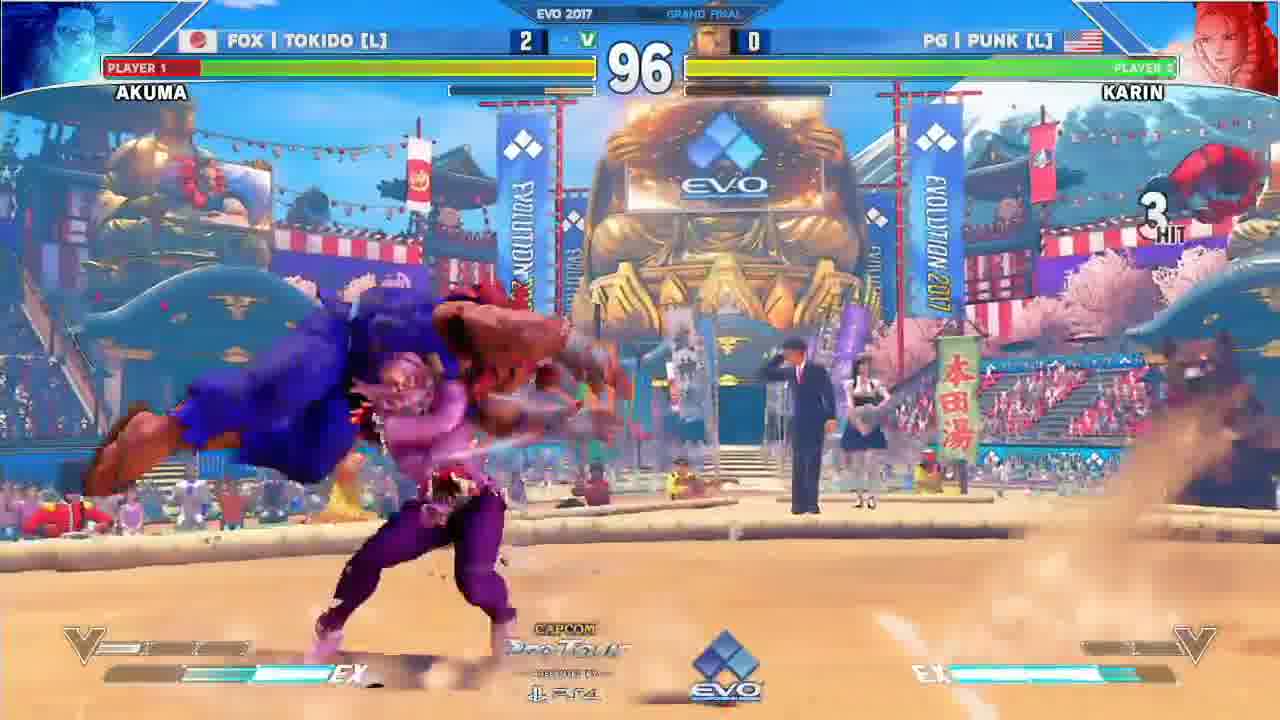 EVO 2017 GRAND FINAL
FOX | TOKIDO [L] 2 V 96 0 PG | PUNK [L]
PLAYER 1
PLAYER
AKUMA
KARIN
EVO
EVOLUTION 2017
EVOLUTION 2017
3
HIT
本田湯
V
V
EX
EX
CAPCOM
Pro Tour
PS4
EVO